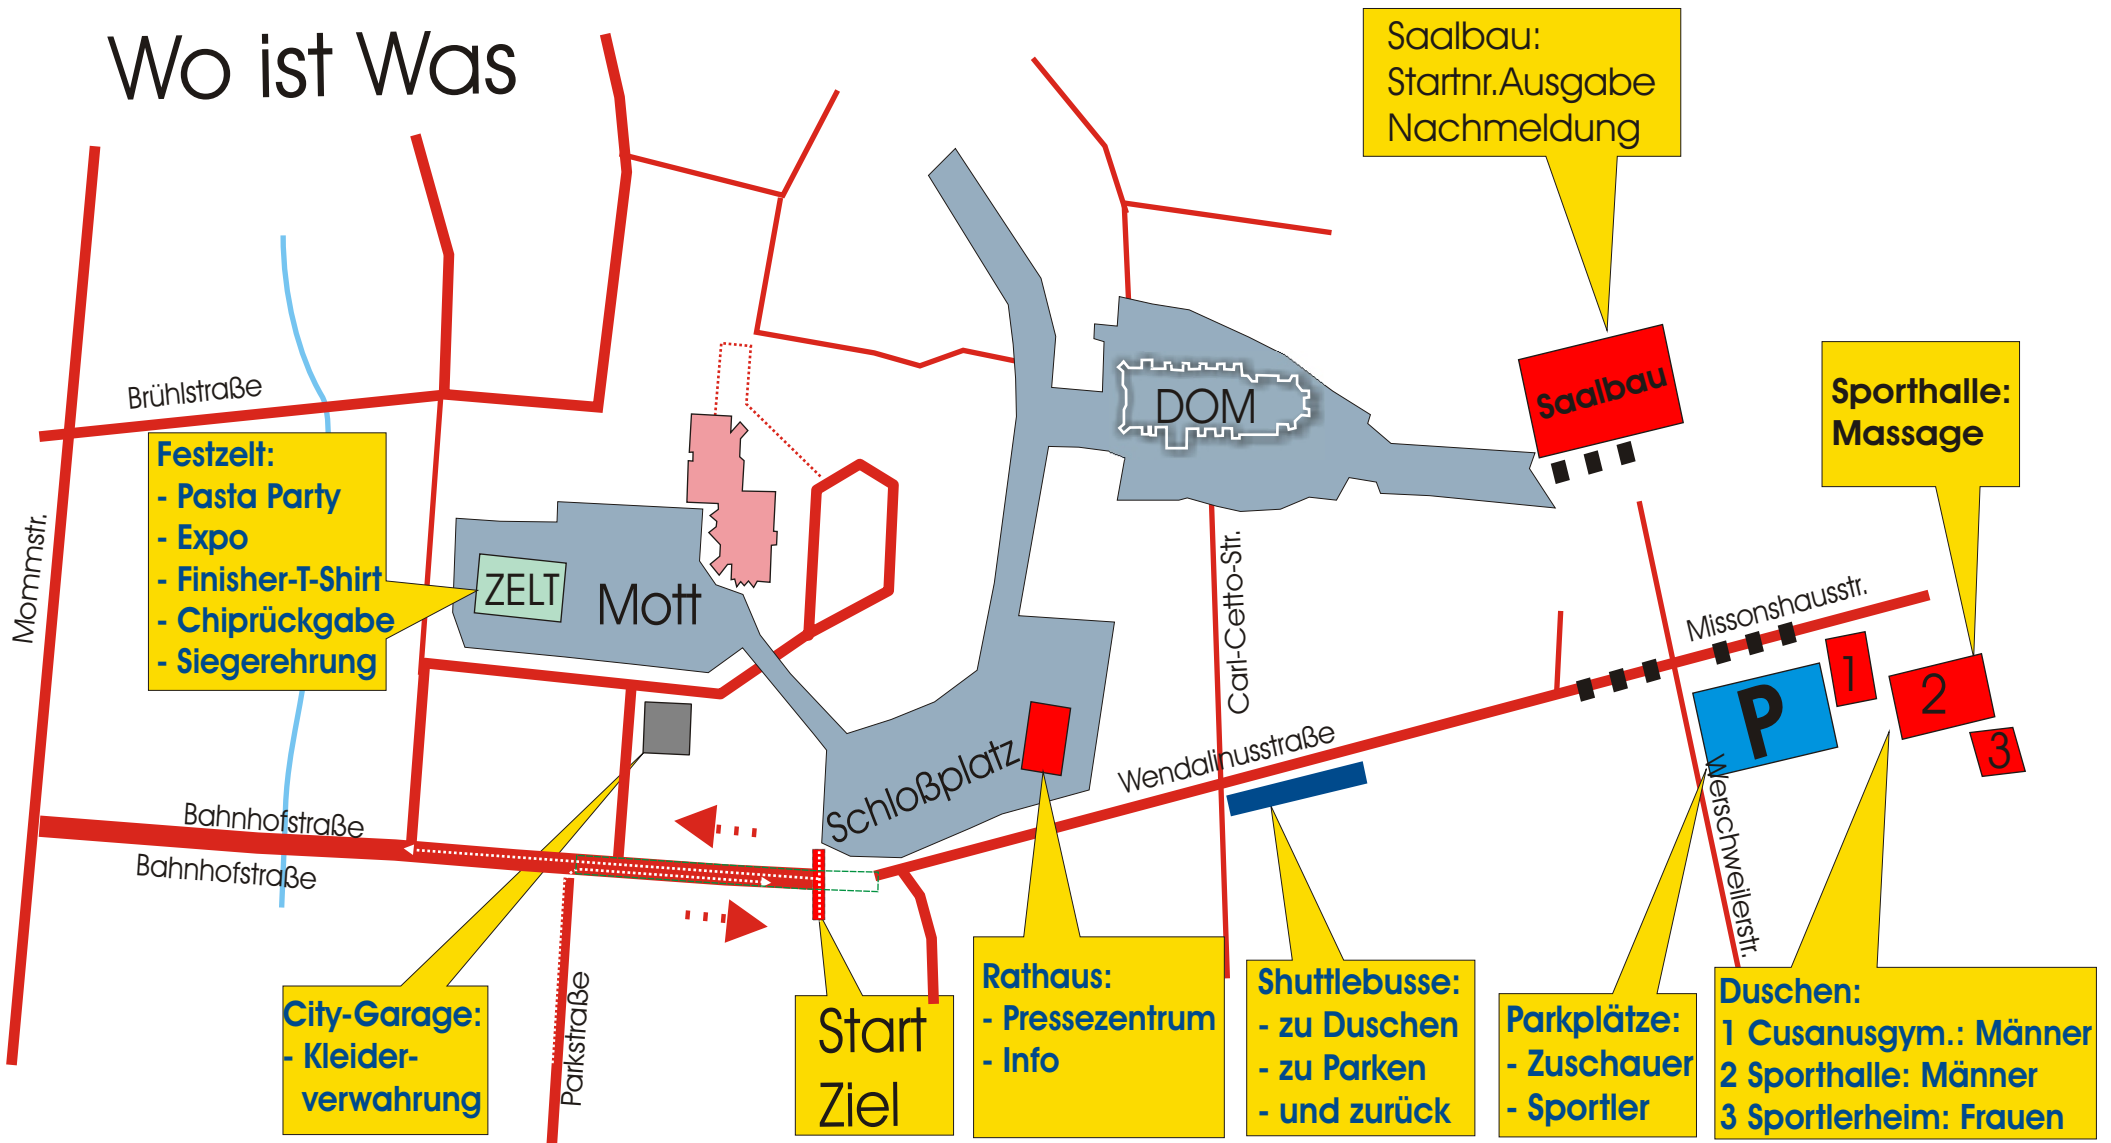 Wo ist Was
Saalbau:
Startnr.Ausgabe
Nachmeldung
Saalbau
Sporthalle:
Massage
DOM
Brühlstraße
Festzelt:
- Pasta Party
- Expo
- Finisher-T-Shirt
- Chiprückgabe
- Siegerehrung
Mommstr.
ZELT
Mott
Carl-Cetto-Str.
Missonshausstr.
1
2
3
P
Schloßplatz
Wendalinusstraße
Werschweilerstr.
Bahnhofstraße
Bahnhofstraße
Parkstraße
City-Garage:
- Kleider-
verwahrung
Start
Ziel
Rathaus:
- Pressezentrum
- Info
Shuttlebusse:
- zu Duschen
- zu Parken
- und zurück
Parkplätze:
- Zuschauer
- Sportler
Duschen:
1 Cusanusgym.: Männer
2 Sporthalle: Männer
3 Sportlerheim: Frauen